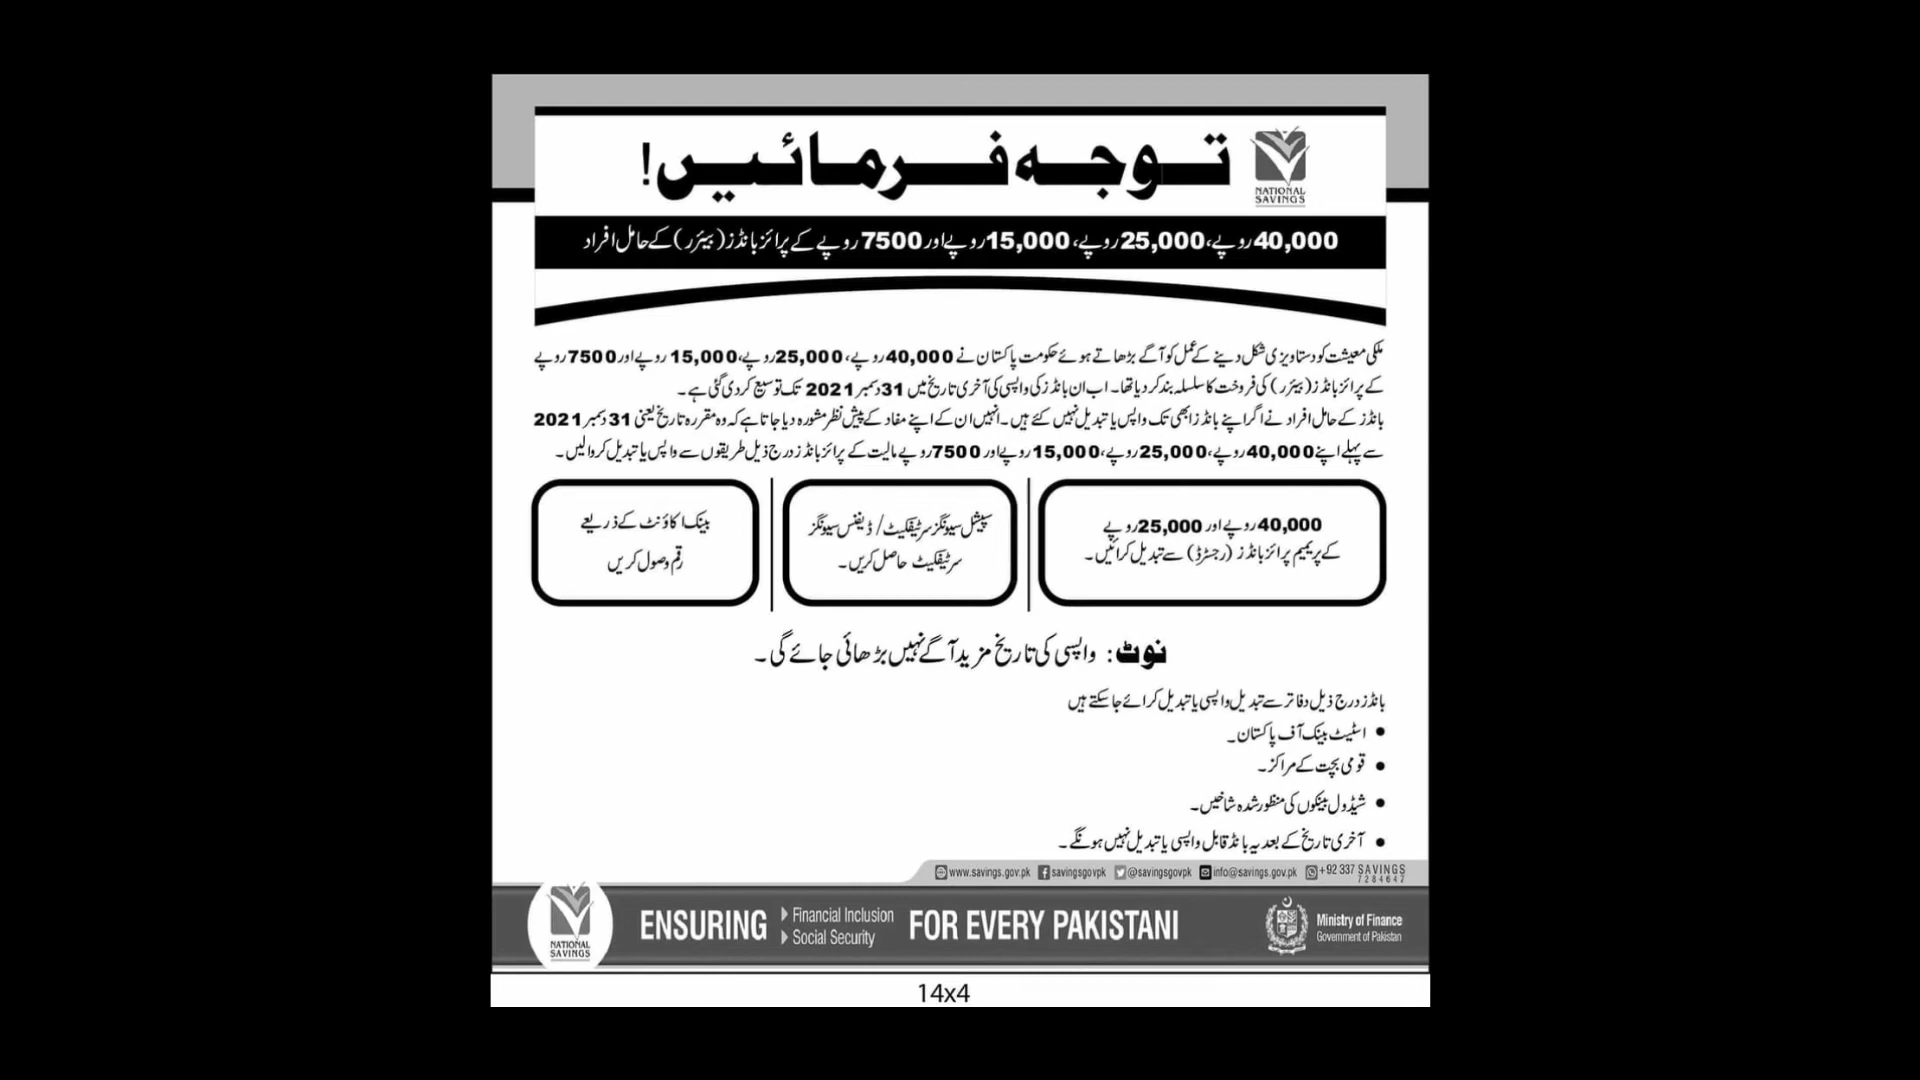 توجہ فرمائیں!
NATIONAL
SAVINGS
40,000 روپے، 25,000 روپے، 15,000 روپے اور 7500 روپے کے پرائز بانڈز (بیئرر) کے حامل افراد
ملکی معیشت کو دستاویزی شکل دینے کے عمل کو آگے بڑھاتے ہوئے حکومت پاکستان نے 40,000 روپے، 25,000 روپے، 15,000 روپے اور 7500 روپے
کے پرائز بانڈز (بیئرر) کی فروخت کا سلسلہ بند کر دیا تھا۔ اب ان بانڈز کی واپسی کی آخری تاریخ میں 31 دسمبر 2021 تک توسیع کر دی گئی ہے۔
بانڈز کے حامل افراد نے اگر اپنے بانڈز ابھی تک واپس یا تبدیل نہیں کئے ہیں۔ انہیں ان کے اپنے مفاد کے پیش نظر مشورہ دیا جاتا ہے کہ وہ مقررہ تاریخ یعنی 31 دسمبر 2021
سے پہلے اپنے 40,000 روپے، 25,000 روپے، 15,000 روپے اور 7500 روپے مالیت کے پرائز بانڈز درج ذیل طریقوں سے واپس یا تبدیل کروالیں۔
40,000 روپے اور 25,000 روپے
کے پریمیم پرائز بانڈز (رجسٹرڈ) سے تبدیل کرائیں۔
سپیشل سیونگز سرٹیفکیٹ / ڈیفنس سیونگز
سرٹیفکیٹ حاصل کریں۔
بینک اکاؤنٹ کے ذریعے
رقم وصول کریں
نوٹ: واپسی کی تاریخ مزید آگے نہیں بڑھائی جائے گی۔
بانڈز درج ذیل دفاتر سے تبدیل واپسی یا تبدیل کرائے جاسکتے ہیں
• اسٹیٹ بینک آف پاکستان۔
• قومی بچت کے مراکز۔
• شیڈول بینکوں کی منظور شدہ شاخیں۔
• آخری تاریخ کے بعد یہ بانڈ قابل واپسی یا تبدیل نہیں ہونگے۔
www.savings.gov.pk savingsgovpk @savingsgovpk info@savings.gov.pk +92 337 SAVINGS
7284647
NATIONAL
SAVINGS
ENSURING Financial Inclusion
Social Security
FOR EVERY PAKISTANI
Ministry of Finance
Government of Pakistan
14x4